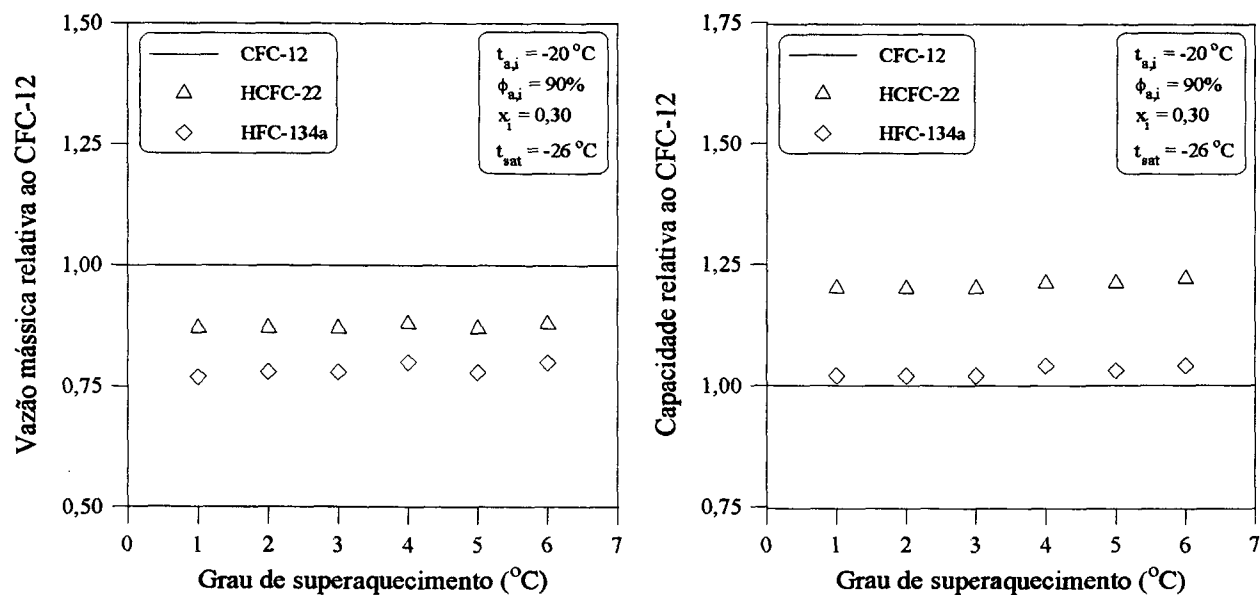 Vazão mássica relativa ao CFC-12
1,50
1,25
1,00
0,75
0,50
CFC-12
HCFC-22
HFC-134a
t_a,i = -20 °C
ϕ_a,i = 90%
x_i = 0,30
t_sat = -26 °C
0 1 2 3 4 5 6 7
Grau de superaquecimento (°C)
Capacidade relativa ao CFC-12
1,75
1,50
1,25
1,00
0,75
CFC-12
HCFC-22
HFC-134a
t_a,i = -20 °C
ϕ_a,i = 90%
x_i = 0,30
t_sat = -26 °C
0 1 2 3 4 5 6 7
Grau de superaquecimento (°C)